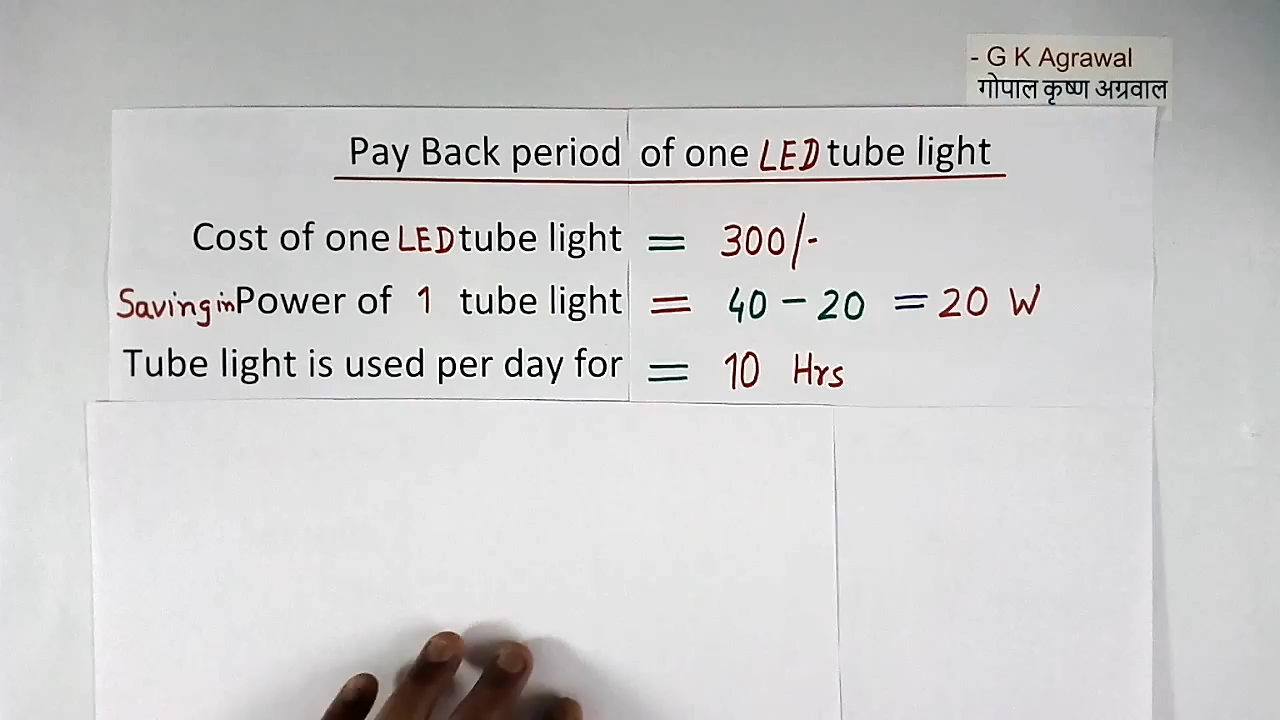 - G K Agrawal
गोपाल कृष्ण अग्रवाल
Pay Back period of one LED tube light
Cost of one LED tube light = 300/-
Saving in Power of 1 tube light = 40 - 20 = 20 W
Tube light is used per day for = 10 Hrs